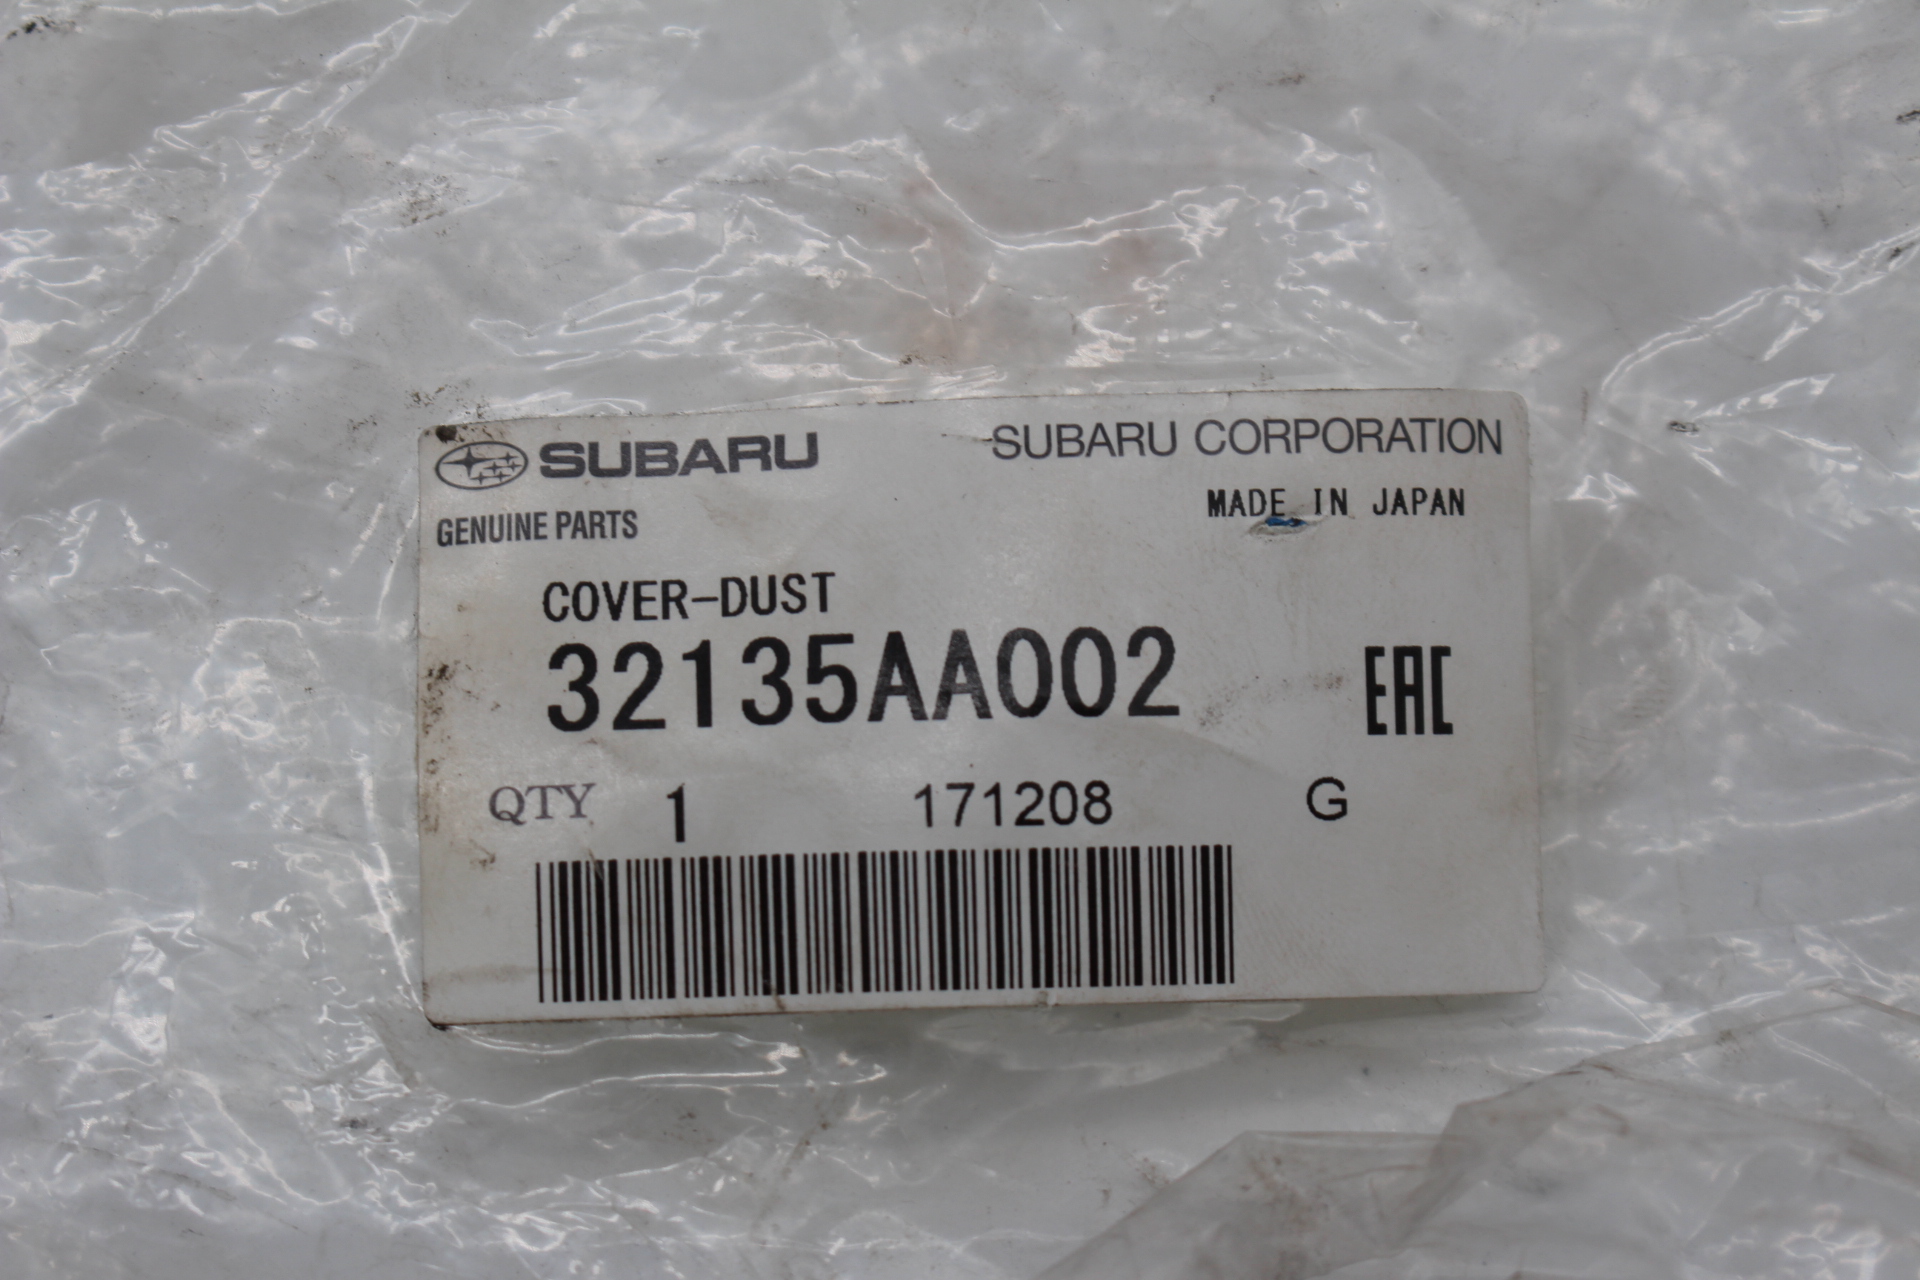 SUBARU
SUBARU CORPORATION
GENUINE PARTS
MADE IN JAPAN
COVER-DUST
32135AA002
EAC
QTY 1 171208 G